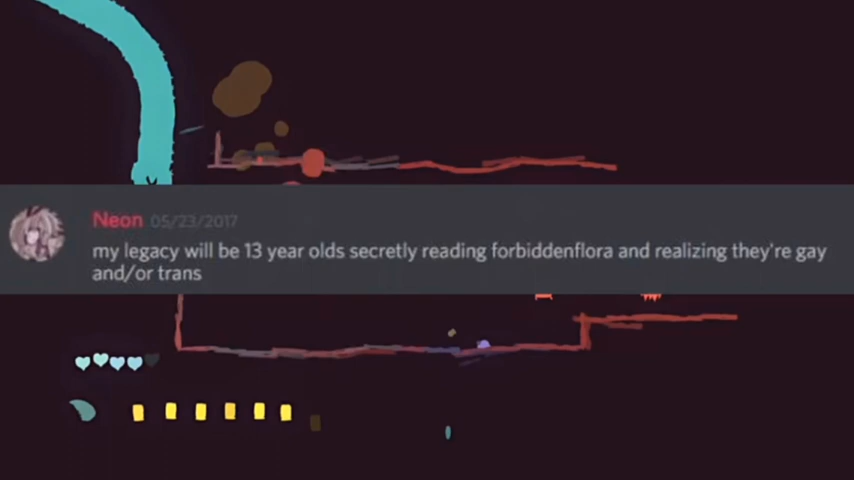 Neon 05/23/2017
my legacy will be 13 year olds secretly reading forbiddenflora and realizing they're gay
and/or trans